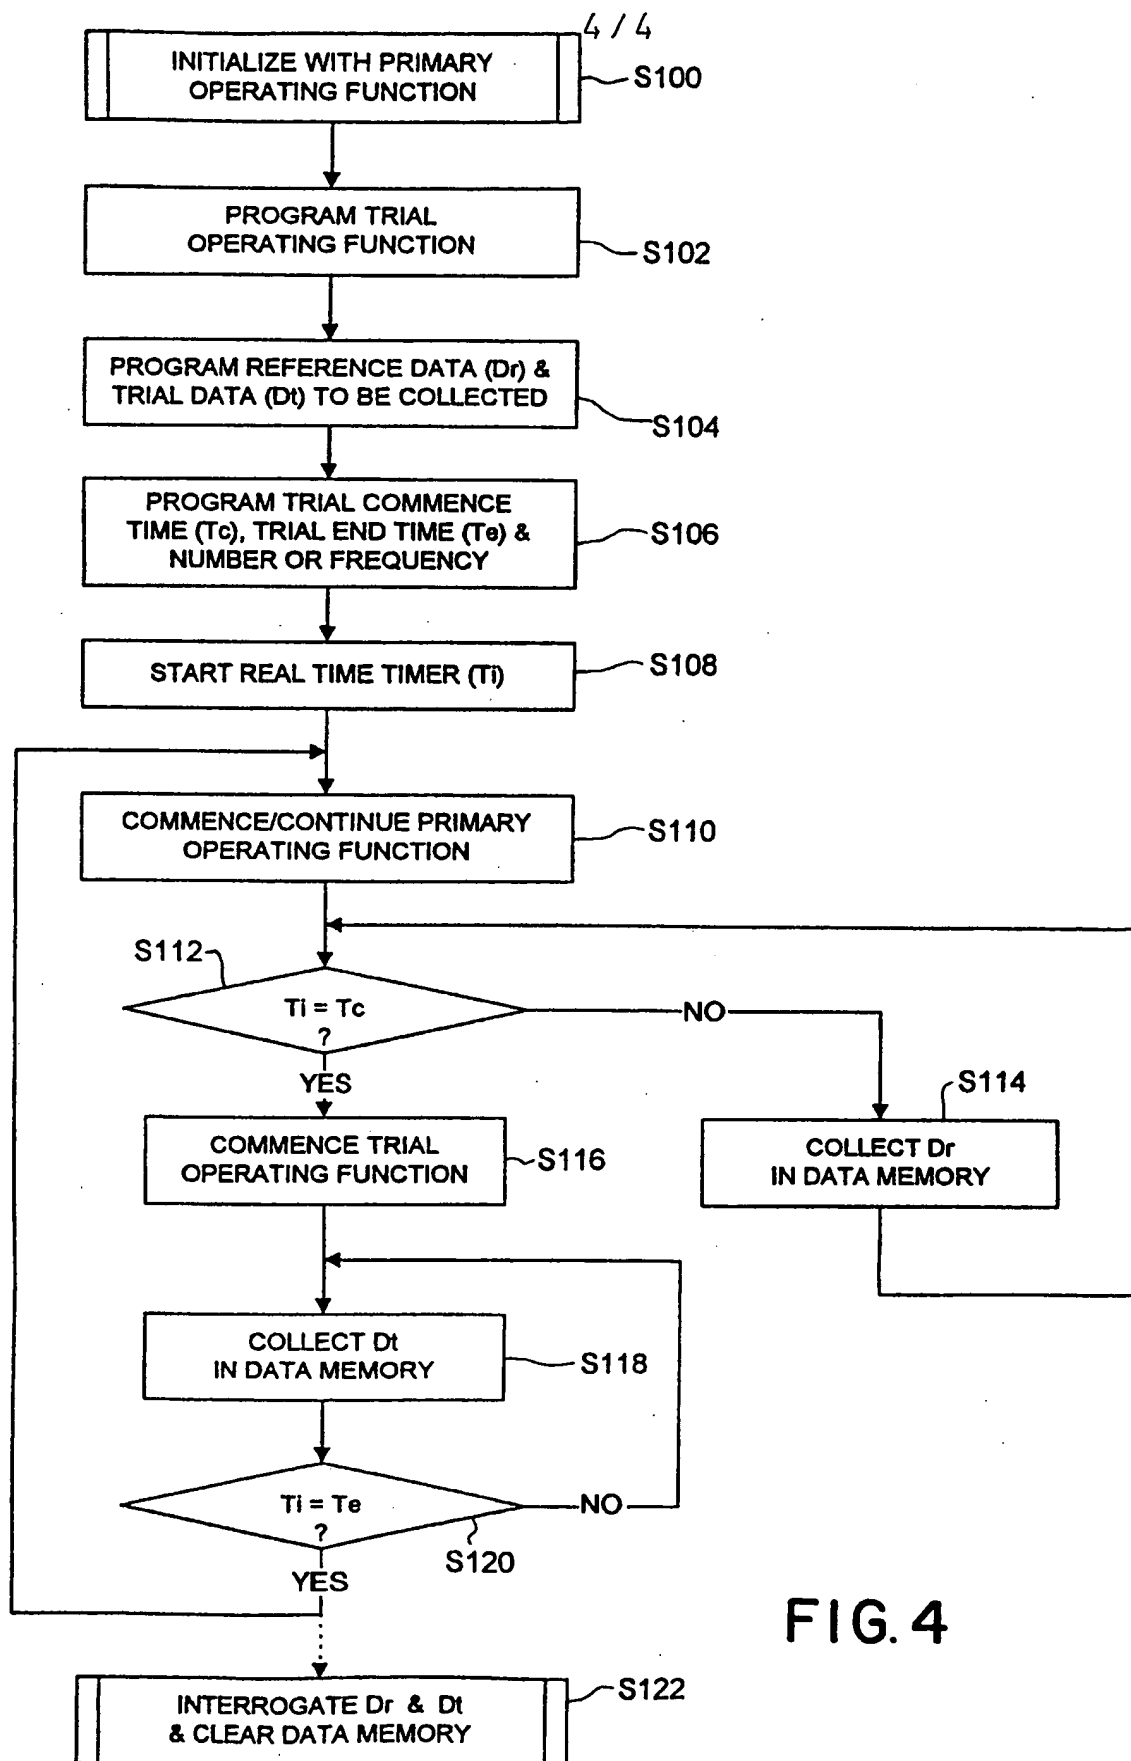 4 / 4
INITIALIZE WITH PRIMARY
OPERATING FUNCTION
S100
PROGRAM TRIAL
OPERATING FUNCTION
S102
PROGRAM REFERENCE DATA (Dr) &
TRIAL DATA (Dt) TO BE COLLECTED
S104
PROGRAM TRIAL COMMENCE
TIME (Tc), TRIAL END TIME (Te) &
NUMBER OR FREQUENCY
S106
START REAL TIME TIMER (Ti)
S108
COMMENCE/CONTINUE PRIMARY
OPERATING FUNCTION
S110
S112
Ti = Tc
?
NO
YES
S114
COLLECT Dr
IN DATA MEMORY
COMMENCE TRIAL
OPERATING FUNCTION
S116
COLLECT Dt
IN DATA MEMORY
S118
Ti = Te
?
NO
S120
YES
FIG. 4
INTERROGATE Dr & Dt
& CLEAR DATA MEMORY
S122